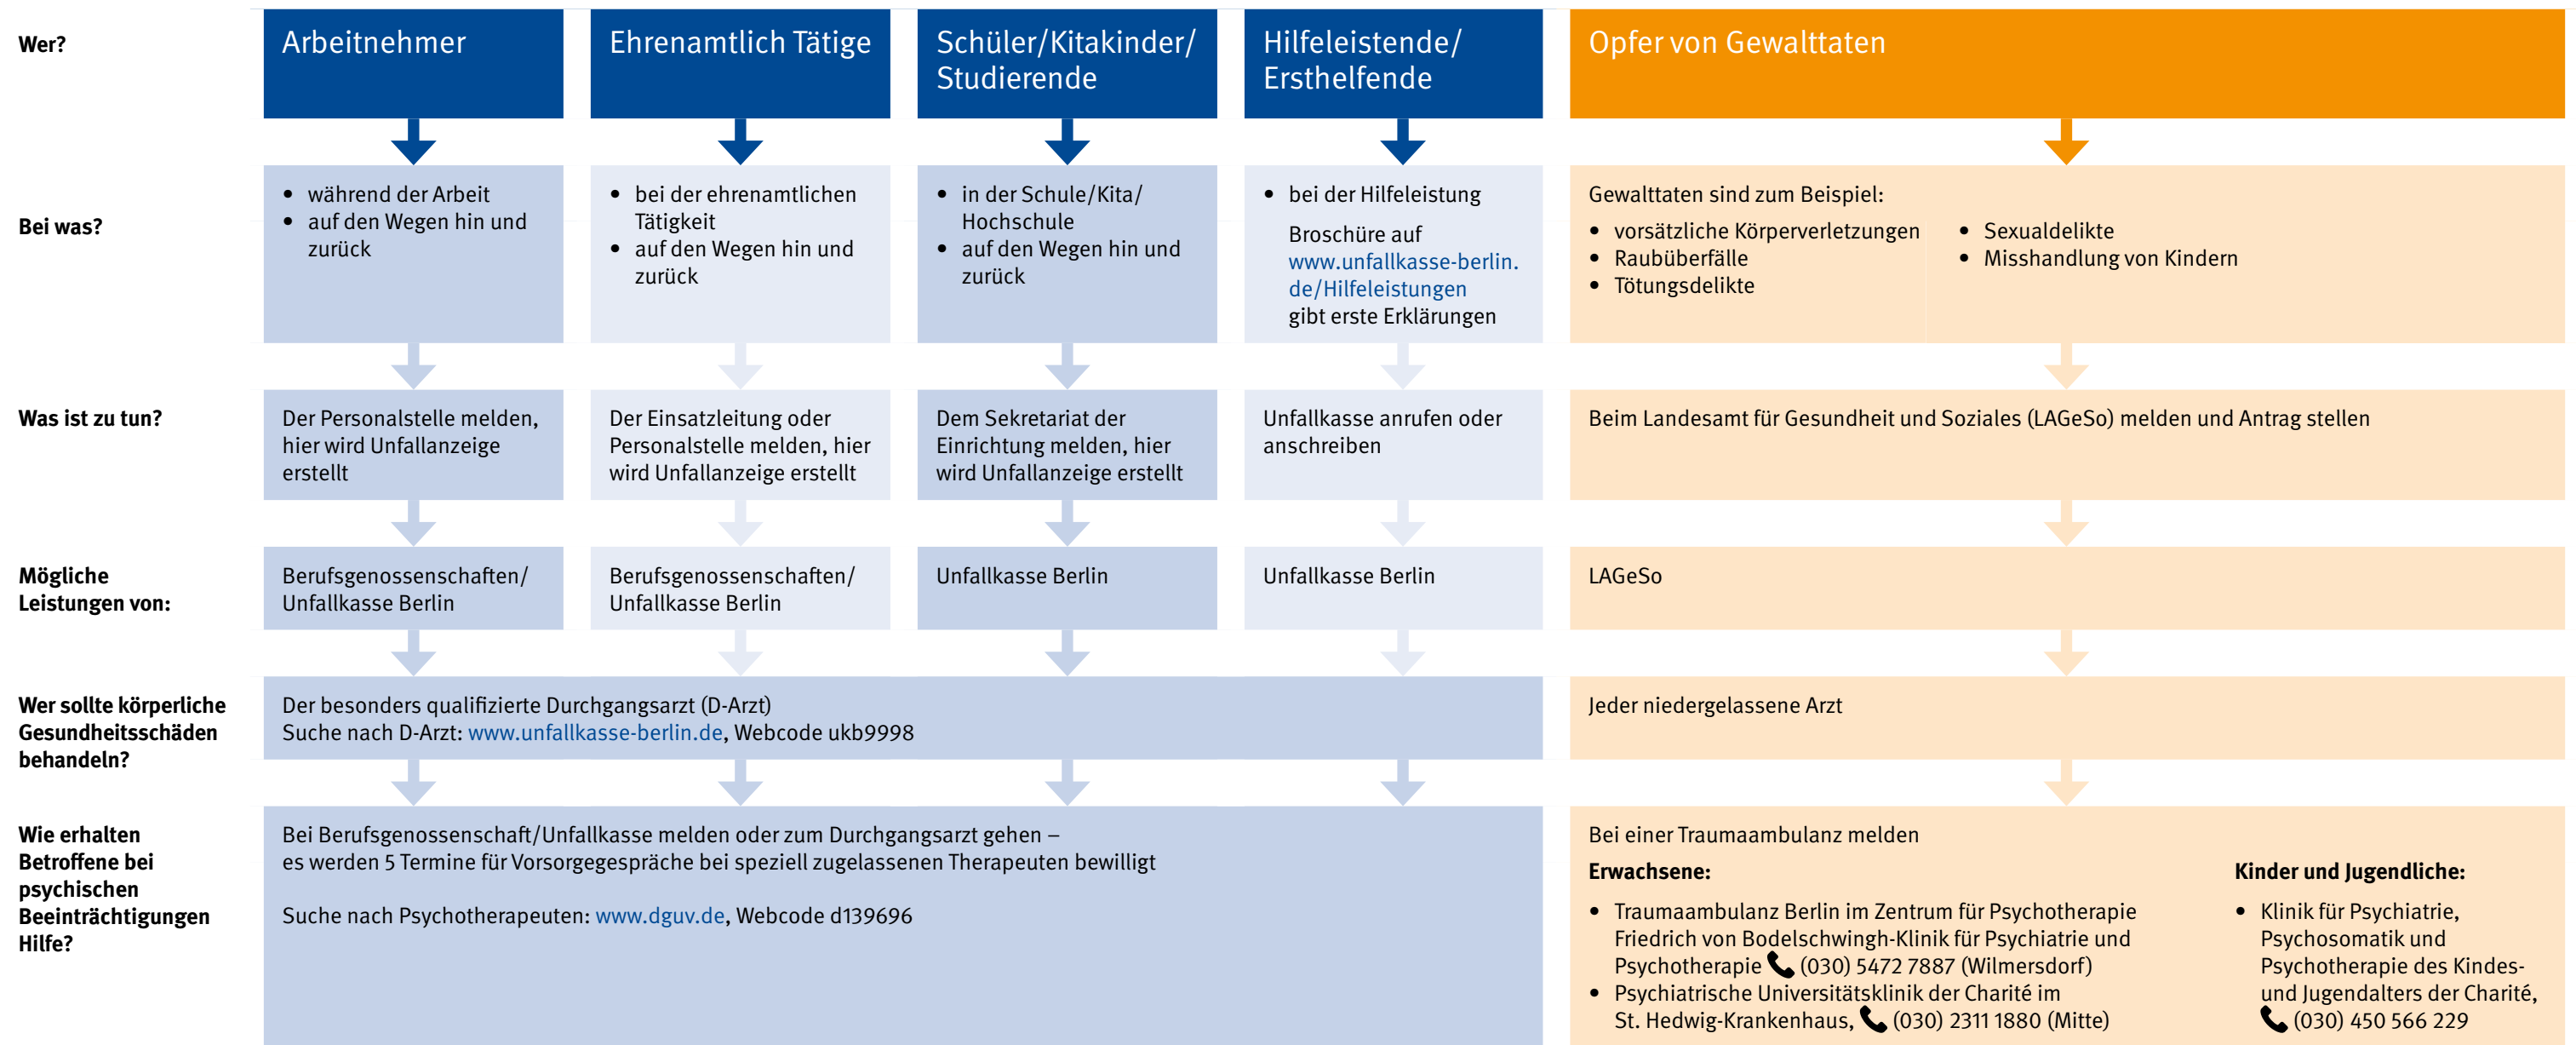 Wer?
Arbeitnehmer
Ehrenamtlich Tätige
Schüler/Kitakinder/
Studierende
Hilfeleistende/
Ersthelfende
Opfer von Gewalttaten
Bei was?
• während der Arbeit
• auf den Wegen hin und
zurück
• bei der ehrenamtlichen
Tätigkeit
• auf den Wegen hin und
zurück
• in der Schule/Kita/
Hochschule
• auf den Wegen hin und
zurück
• bei der Hilfeleistung
Broschüre auf
www.unfallkasse-berlin.
de/Hilfeleistungen
gibt erste Erklärungen
Gewalttaten sind zum Beispiel:
• vorsätzliche Körperverletzungen
• Raubüberfälle
• Tötungsdelikte
• Sexualdelikte
• Misshandlung von Kindern
Was ist zu tun?
Der Personalstelle melden,
hier wird Unfallanzeige
erstellt
Der Einsatzleitung oder
Personalstelle melden, hier
wird Unfallanzeige erstellt
Dem Sekretariat der
Einrichtung melden, hier
wird Unfallanzeige erstellt
Unfallkasse anrufen oder
anschreiben
Beim Landesamt für Gesundheit und Soziales (LAGeSo) melden und Antrag stellen
Mögliche
Leistungen von:
Berufsgenossenschaften/
Unfallkasse Berlin
Berufsgenossenschaften/
Unfallkasse Berlin
Unfallkasse Berlin
Unfallkasse Berlin
LAGeSo
Wer sollte körperliche
Gesundheitsschäden
behandeln?
Der besonders qualifizierte Durchgangsarzt (D-Arzt)
Suche nach D-Arzt: www.unfallkasse-berlin.de, Webcode ukb9998
Jeder niedergelassene Arzt
Wie erhalten
Betroffene bei
psychischen
Beeinträchtigungen
Hilfe?
Bei Berufsgenossenschaft/Unfallkasse melden oder zum Durchgangsarzt gehen –
es werden 5 Termine für Vorsorgegespräche bei speziell zugelassenen Therapeuten bewilligt
Suche nach Psychotherapeuten: www.dguv.de, Webcode d139696
Bei einer Traumaambulanz melden
Erwachsene:
• Traumaambulanz Berlin im Zentrum für Psychotherapie
Friedrich von Bodelschwingh-Klinik für Psychiatrie und
Psychotherapie (030) 5472 7887 (Wilmersdorf)
• Psychiatrische Universitätsklinik der Charité im
St. Hedwig-Krankenhaus, (030) 2311 1880 (Mitte)
Kinder und Jugendliche:
• Klinik für Psychiatrie,
Psychosomatik und
Psychotherapie des Kindes-
und Jugendalters der Charité,
(030) 450 566 229